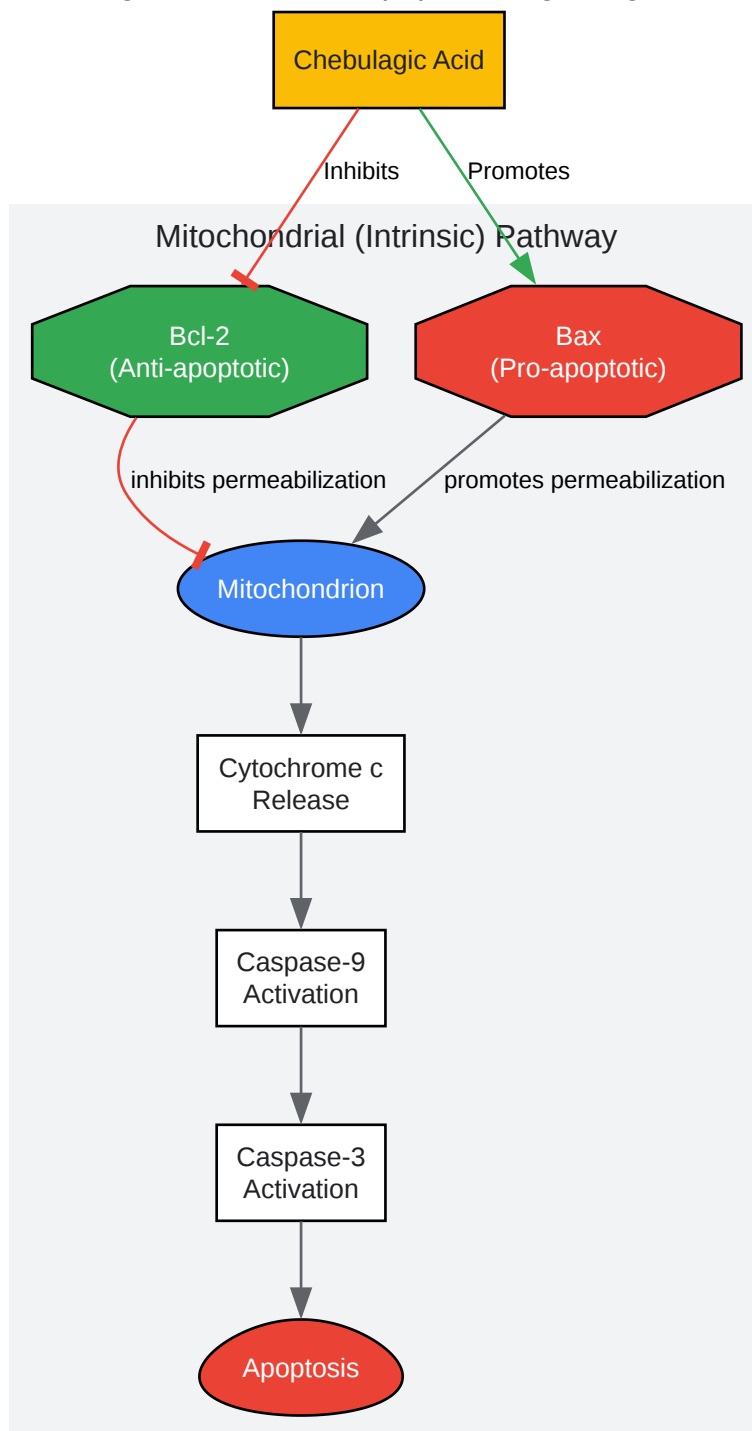 Chebulagic Acid
Inhibits
Promotes
Mitochondrial (Intrinsic) Pathway
Bcl-2
(Anti-apoptotic)
Bax
(Pro-apoptotic)
inhibits permeabilization
promotes permeabilization
Mitochondrion
Cytochrome c
Release
Caspase-9
Activation
Caspase-3
Activation
Apoptosis